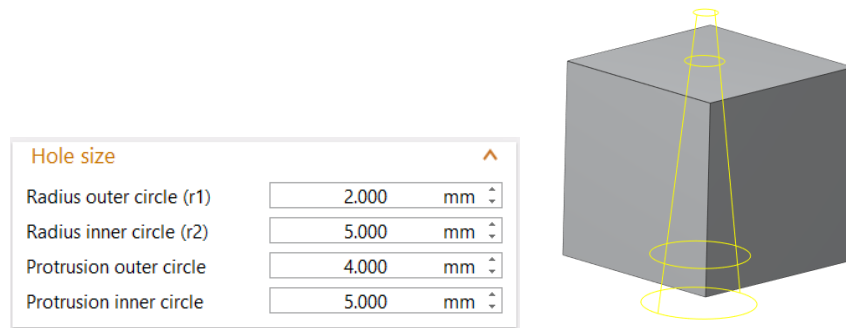 Hole size
Radius outer circle (r1) 2.000 mm
Radius inner circle (r2) 5.000 mm
Protrusion outer circle 4.000 mm
Protrusion inner circle 5.000 mm